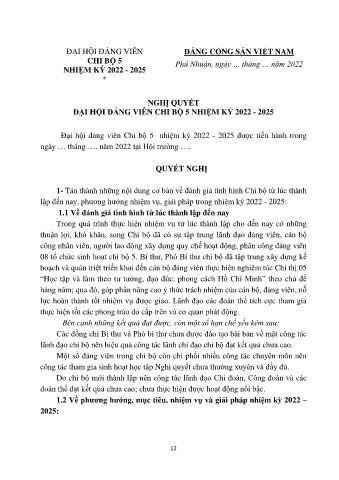 ĐẠI HỘI ĐẢNG VIÊN
CHI BỘ 5
NHIỆM KỲ 2022 - 2025
*
ĐẢNG CỘNG SẢN VIỆT NAM
Phú Nhuận, ngày … tháng … năm 2022
NGHỊ QUYẾT
ĐẠI HỘI ĐẢNG VIÊN CHI BỘ 5 NHIỆM KỲ 2022 - 2025
Đại hội đảng viên Chi bộ 5 nhiệm kỳ 2022 - 2025 được tiến hành trong
ngày … tháng …. năm 2022 tại Hội trường ….
QUYẾT NGHỊ
1- Tán thành những nội dung cơ bản về đánh giá tình hình Chi bộ từ lúc thành
lập đến nay, phương hướng nhiệm vụ, giải pháp trong nhiệm kỳ 2022 - 2025:
1.1 Về đánh giá tình hình từ lúc thành lập đến nay
Trong quá trình thực hiện nhiệm vụ từ lúc thành lập cho đến nay có những
thuận lợi, khó khăn, song Chi bộ đã có sự tập trung lãnh đạo đảng viên, cán bộ
công nhân viên, người lao động xây dựng quy chế hoạt động, phân công đảng viên
08 tổ chức sinh hoạt chi bộ 5. Bí thư, Phó Bí thư chi bộ đã tập trung xây dựng kế
hoạch và quán triệt triển khai đến cán bộ đảng viên thực hiện nghiêm túc Chỉ thị 05
“Học tập và làm theo tư tưởng, đạo đức, phong cách Hồ Chí Minh” theo chủ đề
hàng năm; qua đó, góp phần nâng cao ý thức trách nhiệm của cán bộ, đảng viên, nỗ
lực hoàn thành tốt nhiệm vụ được giao. Lãnh đạo các đoàn thể tích cực tham gia
thực hiện tốt các phong trào do cấp trên và cơ quan phát động.
Bên cạnh những kết quả đạt được, còn một số hạn chế yếu kém sau:
Các đồng chí Bí thư và Phó bí thư chưa được đào tạo bài bản về mặt công tác
lãnh đạo chi bộ nên hiệu quả công tác lãnh chỉ đạo chi bộ đạt kết quả chưa cao.
Một số đảng viên trong chi bộ còn chi phối nhiều công tác chuyên môn nên
công tác tham gia sinh hoạt học tập Nghị quyết chưa thường xuyên và đầy đủ.
Do chi bộ mới thành lập nên công tác lãnh đạo Chi đoàn, Công đoàn và các
đoàn thể đạt kết quả chưa cao; chưa thực hiện được hoạt động nổi bậc.
1.2 Về phương hướng, mục tiêu, nhiệm vụ và giải pháp nhiệm kỳ 2022 –
2025:
12